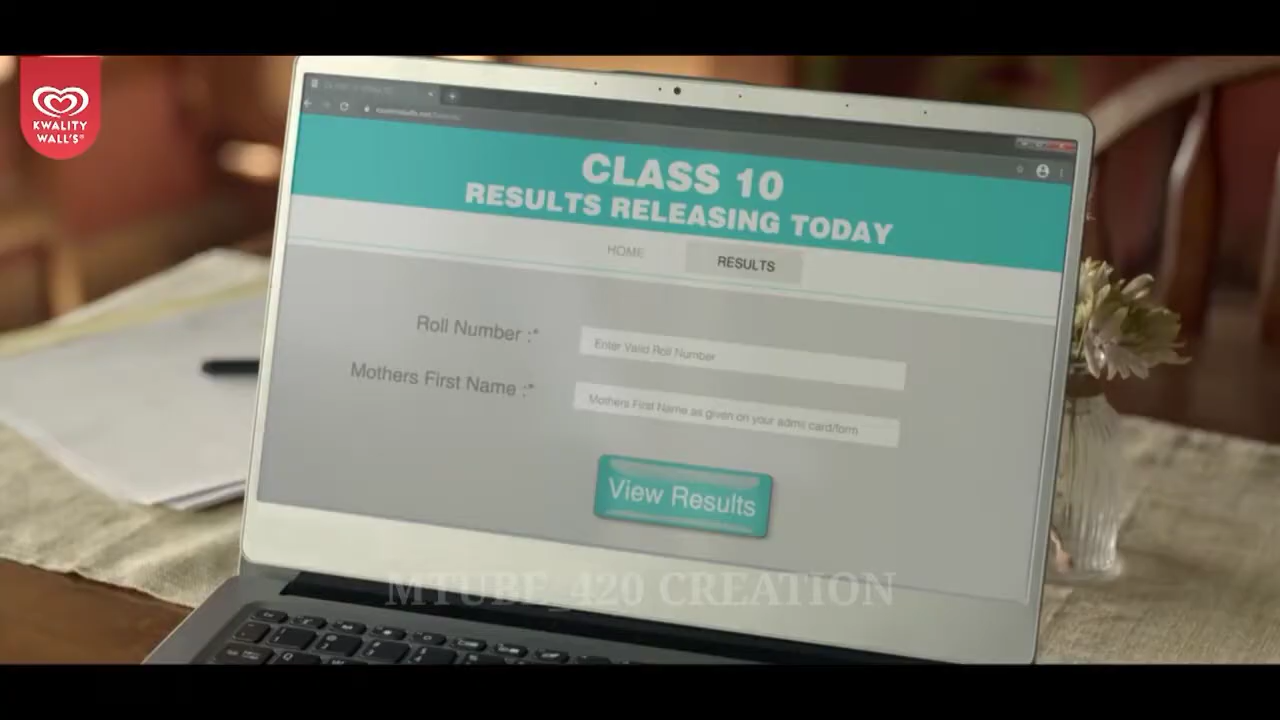 KWALITY
WALL'S
CLASS 10
RESULTS RELEASING TODAY
HOME
RESULTS
Roll Number :*
Enter Valid Roll Number
Mothers First Name :*
Mothers First Name as given on your admi card/form
View Results
MTUBE_420 CREATION